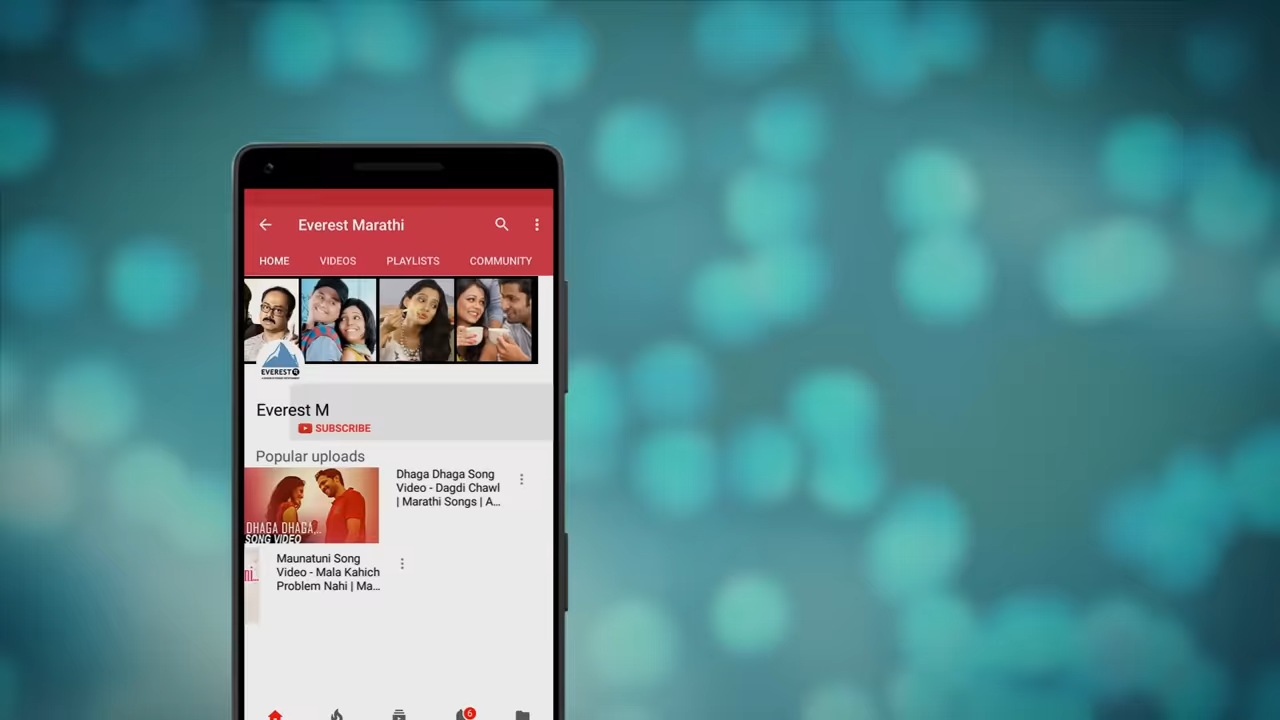 Everest Marathi
HOME VIDEOS PLAYLISTS COMMUNITY
EVEREST
Everest M
SUBSCRIBE
Popular uploads
Dhaga Dhaga Song
Video - Dagdi Chawl
| Marathi Songs | A...
DHAGA DHAGA...
SONG VIDEO
Maunatuni Song
Video - Mala Kahich
Problem Nahi | Ma...
6